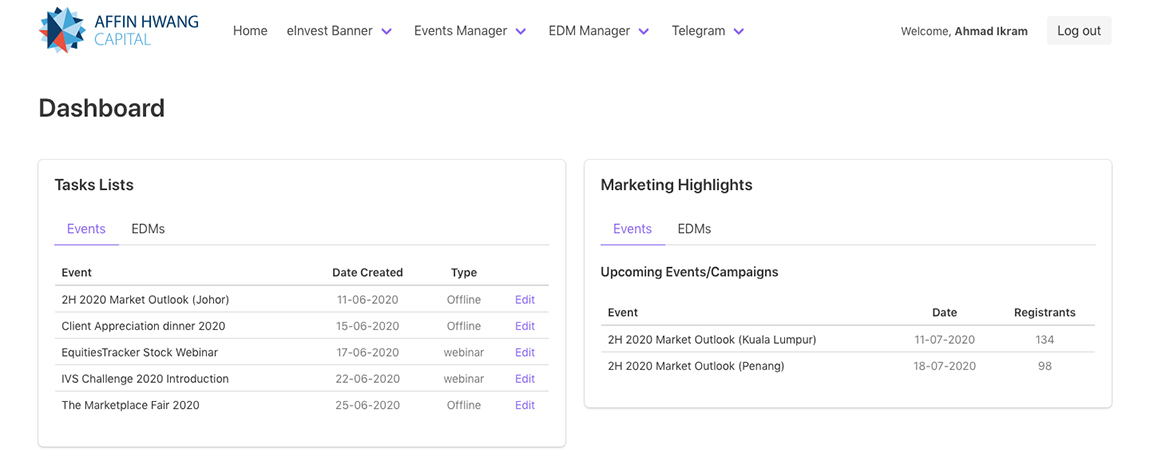 AFFIN HWANG
CAPITAL
Home eInvest Banner Events Manager EDM Manager Telegram Welcome, Ahmad Ikram Log out
Dashboard
Tasks Lists
Events EDMs
Event Date Created Type
2H 2020 Market Outlook (Johor) 11-06-2020 Offline Edit
Client Appreciation dinner 2020 15-06-2020 Offline Edit
EquitiesTracker Stock Webinar 17-06-2020 webinar Edit
IVS Challenge 2020 Introduction 22-06-2020 webinar Edit
The Marketplace Fair 2020 25-06-2020 Offline Edit
Marketing Highlights
Events EDMs
Upcoming Events/Campaigns
Event Date Registrants
2H 2020 Market Outlook (Kuala Lumpur) 11-07-2020 134
2H 2020 Market Outlook (Penang) 18-07-2020 98